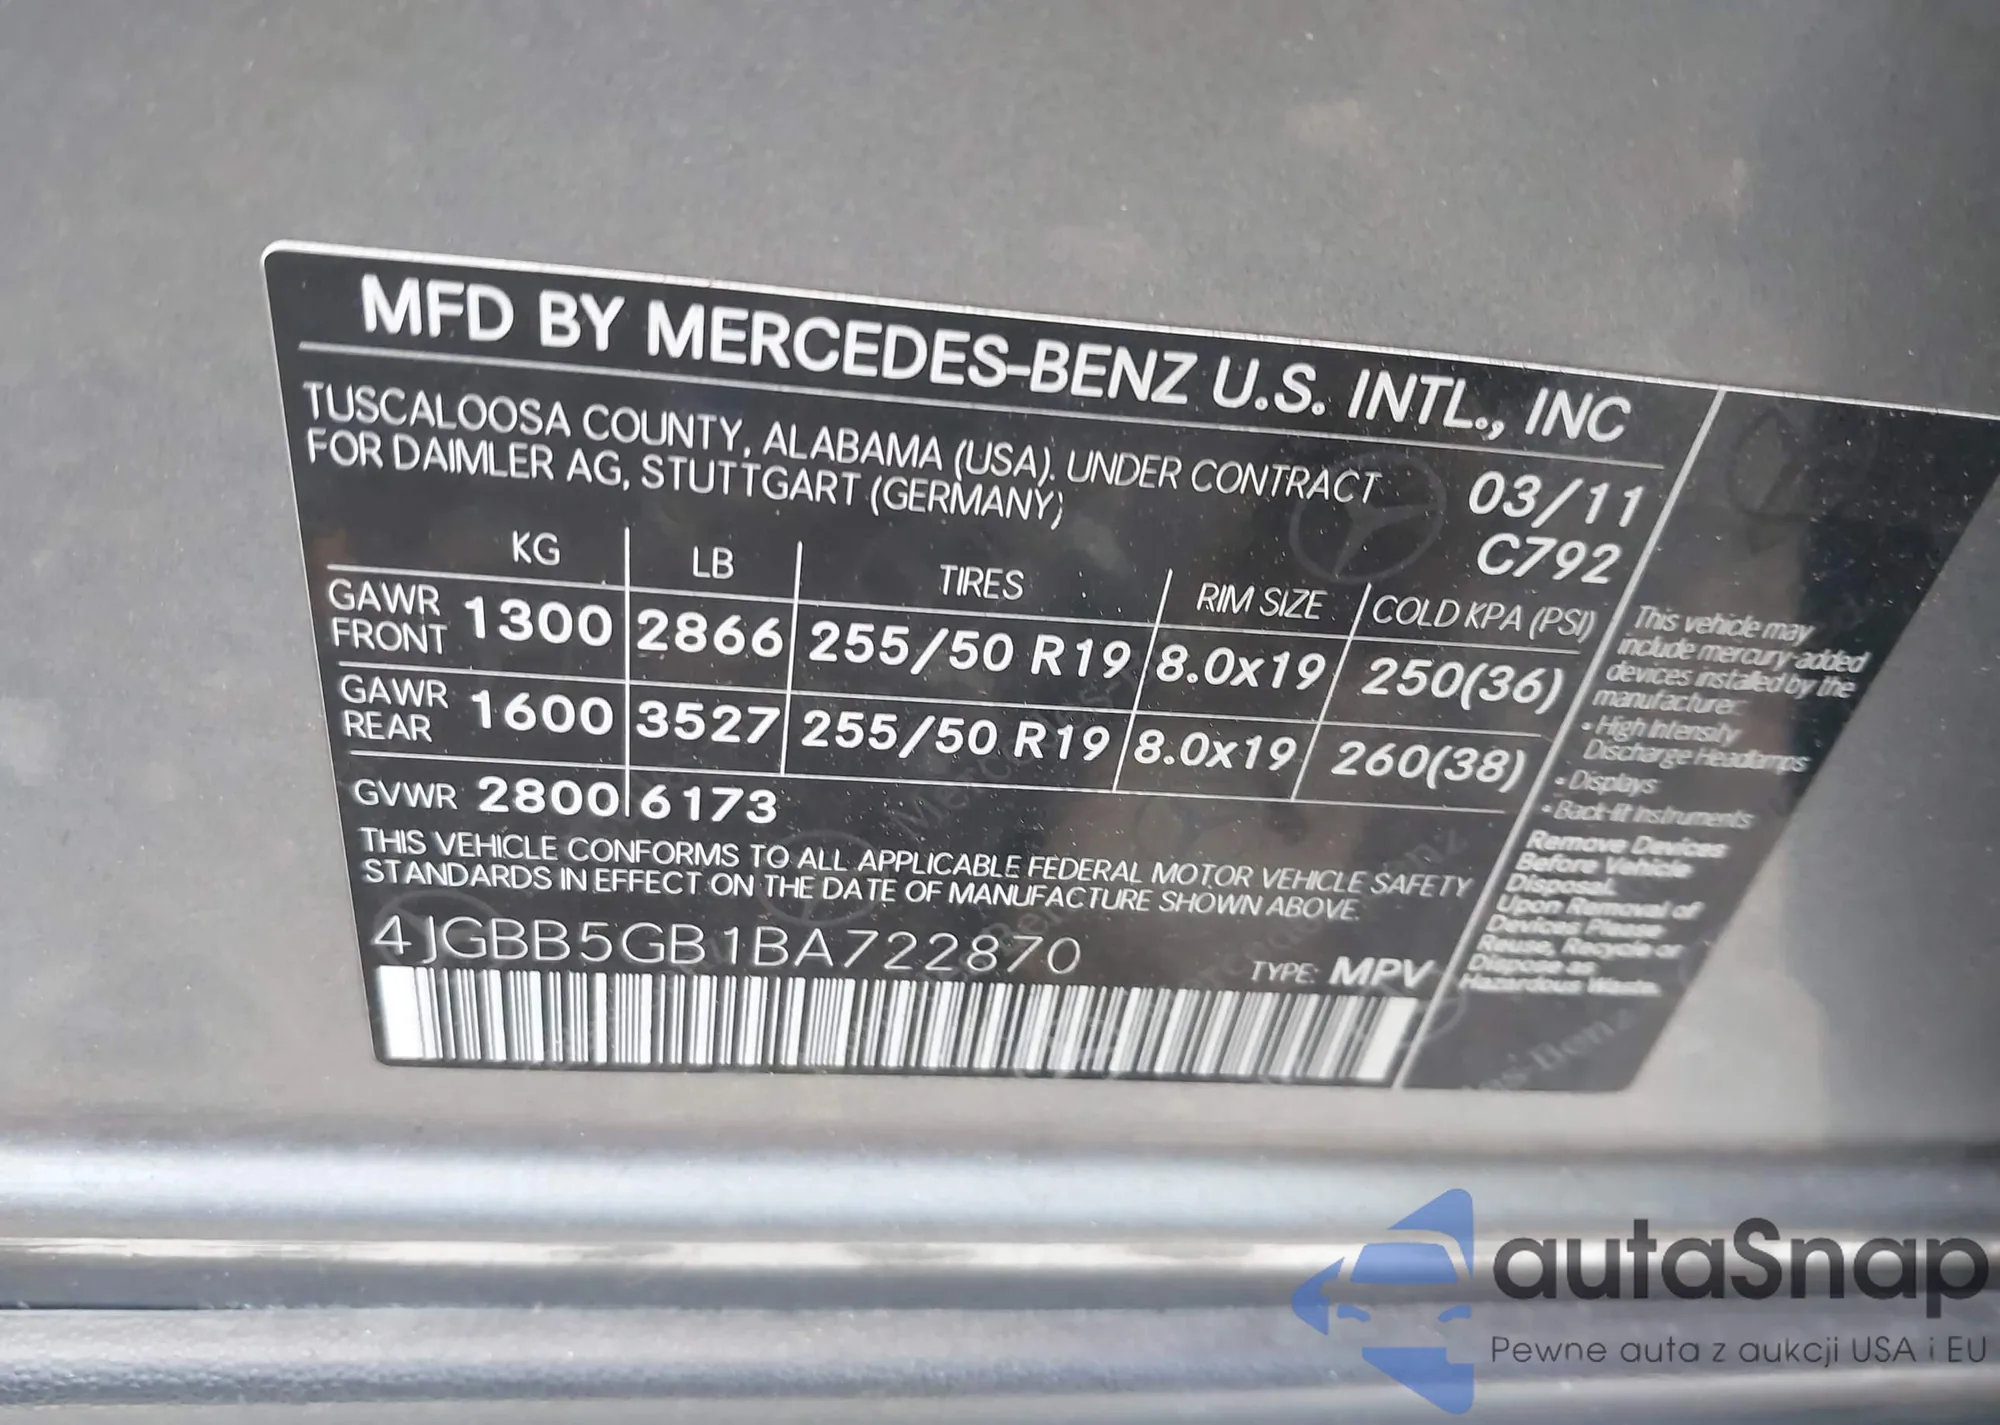 MFD BY MERCEDES-BENZ U.S. INTL., INC
TUSCALOOSA COUNTY, ALABAMA (USA). UNDER CONTRACT
FOR DAIMLER AG, STUTTGART (GERMANY)
03/11
C792
KG LB TIRES RIM SIZE COLD KPA (PSI)
GAWR FRONT 1300 2866 255/50 R19 8.0x19 250(36)
GAWR REAR 1600 3527 255/50 R19 8.0x19 260(38)
GVWR 2800 6173
THIS VEHICLE CONFORMS TO ALL APPLICABLE FEDERAL MOTOR VEHICLE SAFETY
STANDARDS IN EFFECT ON THE DATE OF MANUFACTURE SHOWN ABOVE.
4JGBB5GB1BA722870
TYPE: MPV
This vehicle may
include mercury added
devices installed by the
manufacturer:
• High Intensity
Discharge Headlamps
• Displays
• Back-lit Instruments
Remove Devices
Before Vehicle
Disposal.
Upon Removal of
Devices Please
Reuse, Recycle or
Dispose as
Hazardous Waste.
autaSnap
Pewne auta z aukcji USA i EU